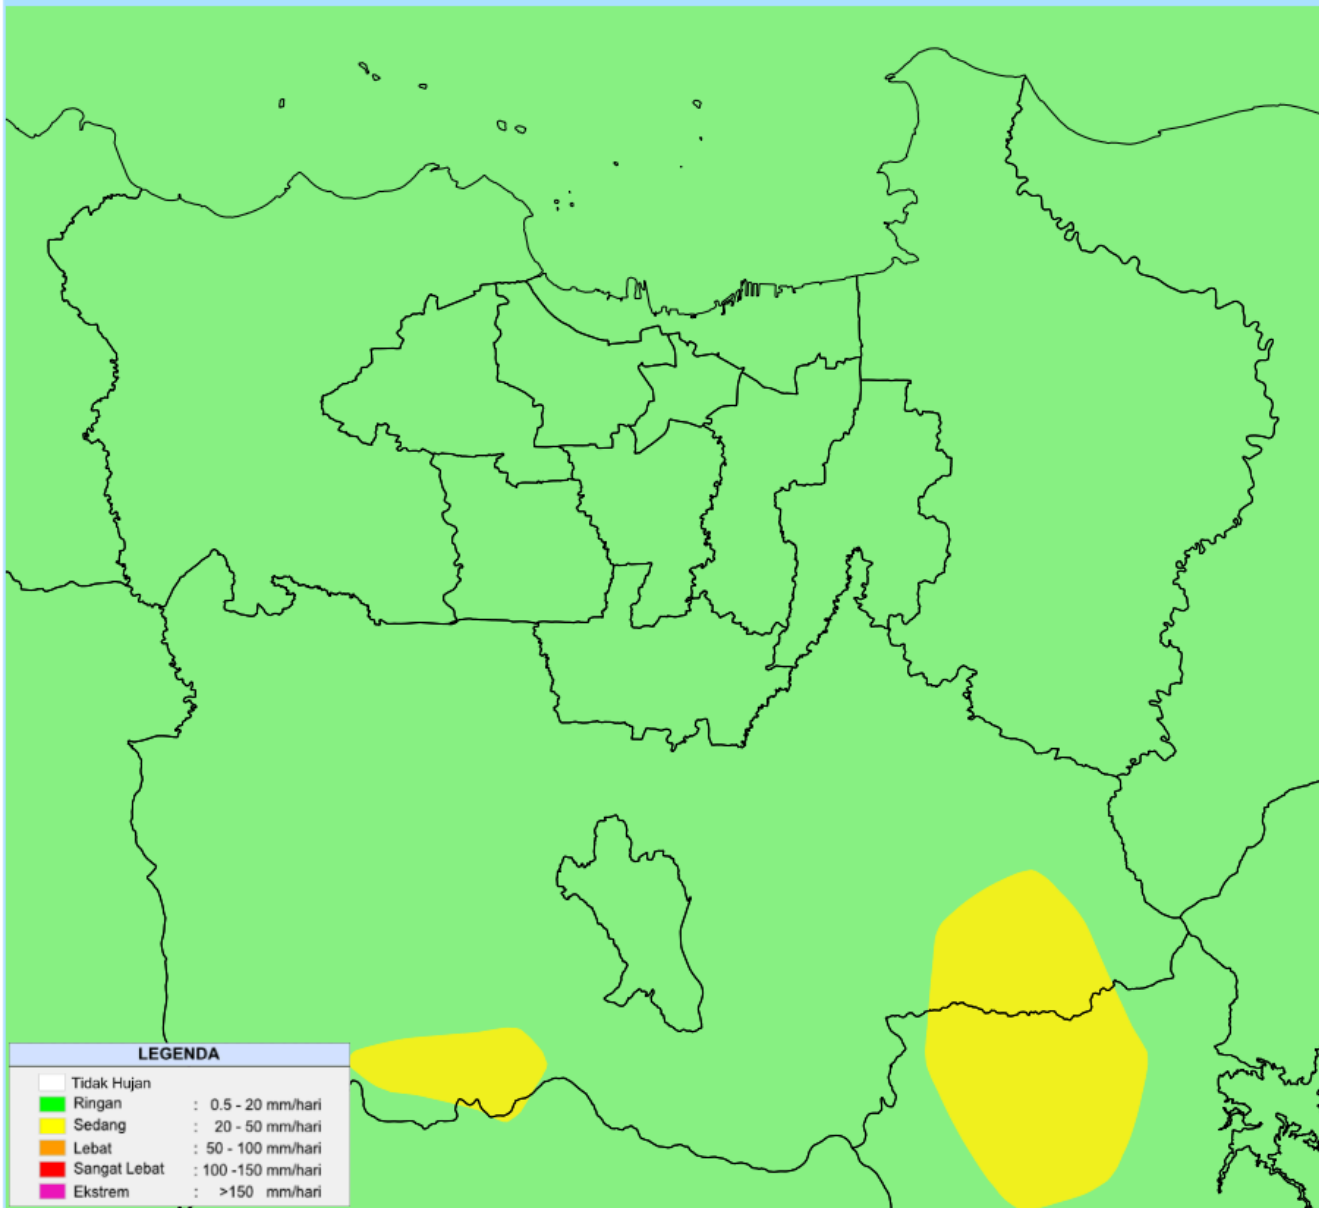 LEGENDA
Tidak Hujan
Ringan : 0.5 - 20 mm/hari
Sedang : 20 - 50 mm/hari
Lebat : 50 - 100 mm/hari
Sangat Lebat : 100 -150 mm/hari
Ekstrem : >150 mm/hari